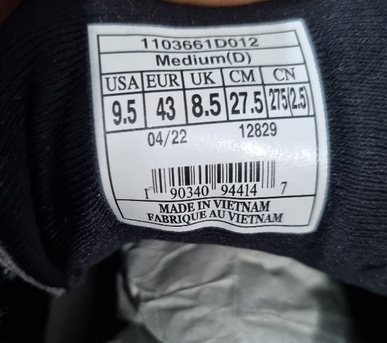 1103661D012
Medium(D)
USA EUR UK CM CN
9.5 43 8.5 27.5 275(2.5)
04/22 12829
1 90340 94414 7
MADE IN VIETNAM
FABRIQUE AU VIETNAM